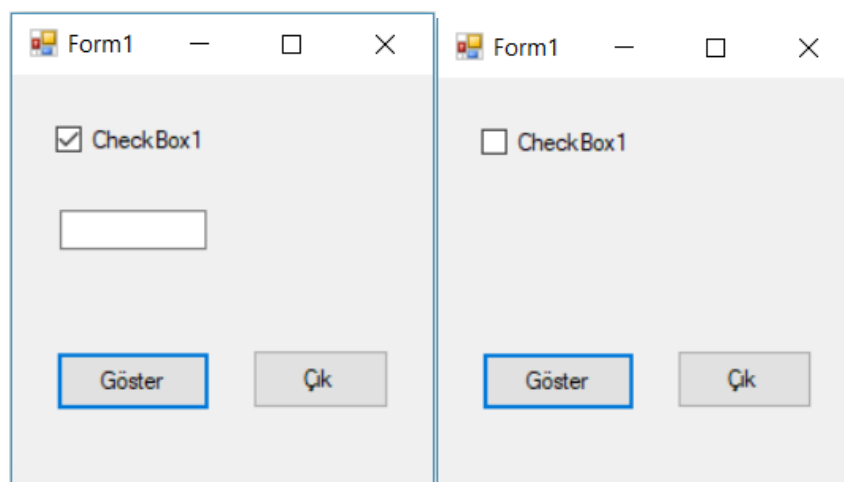 Form1
CheckBox1
Göster
Çık
Form1
CheckBox1
Göster
Çık